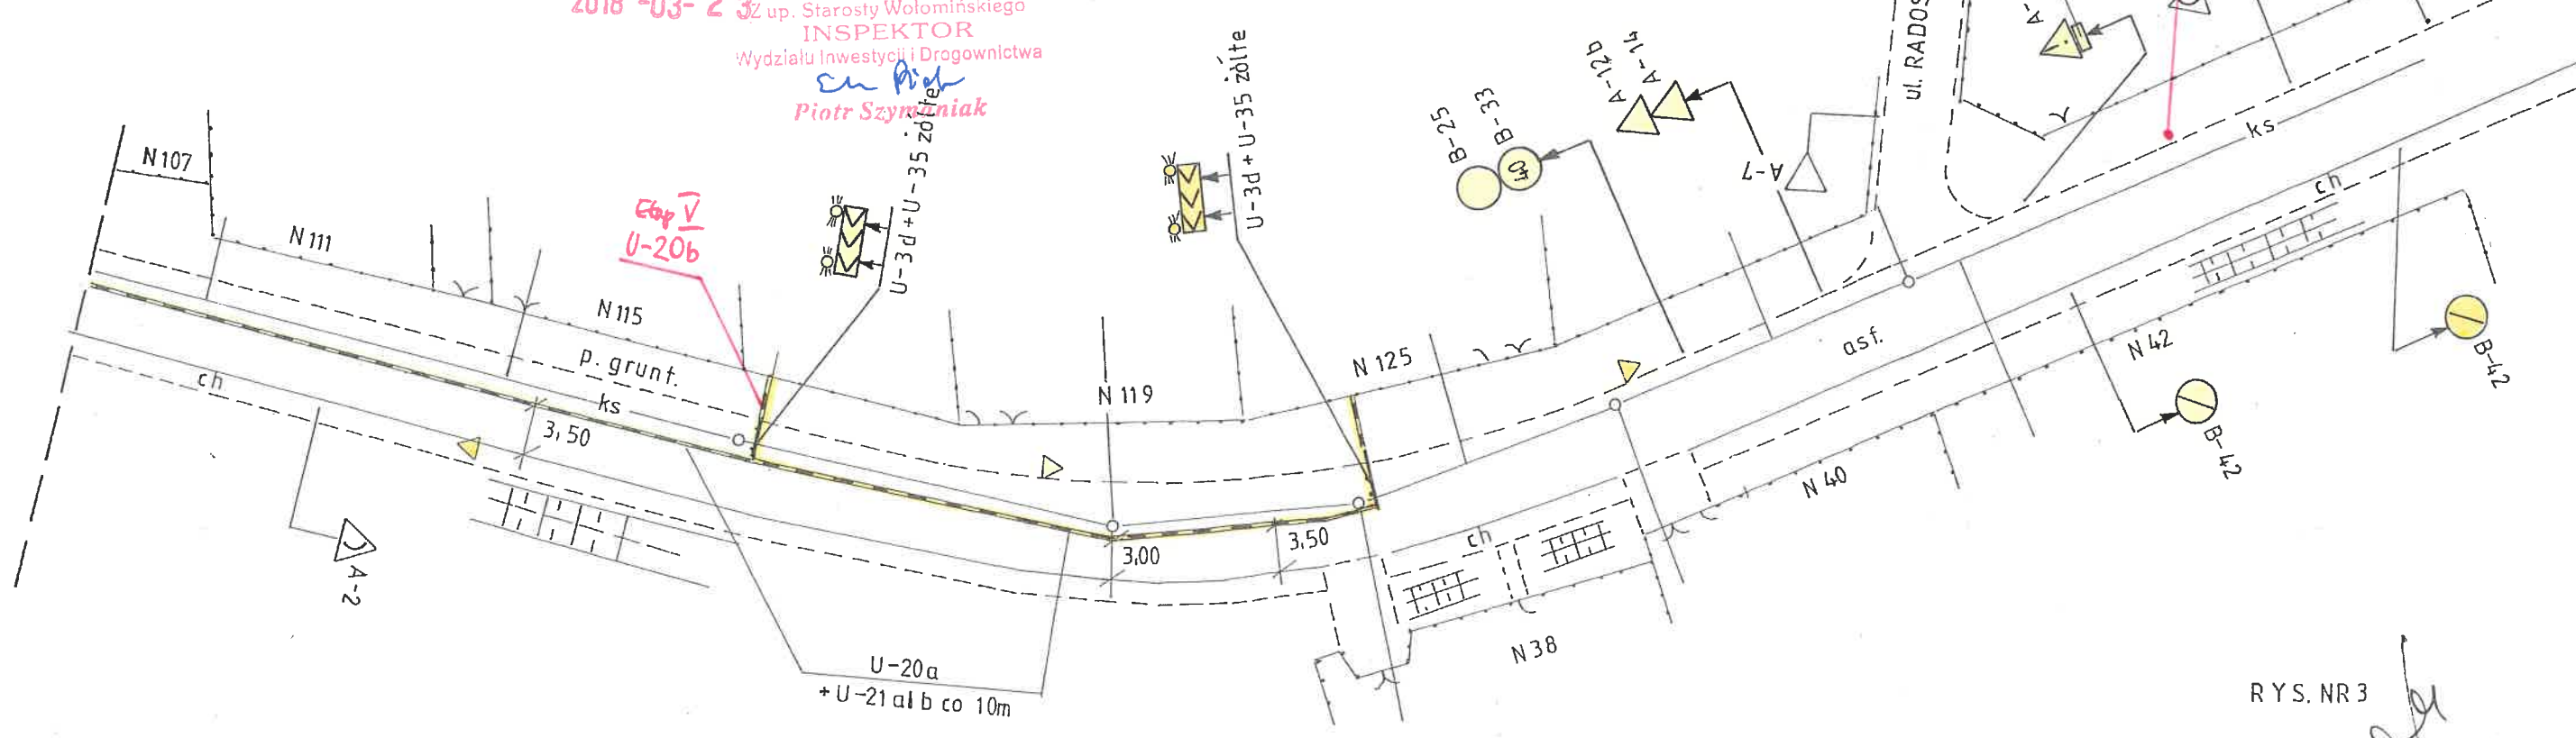 2018 -03- 2 3
Z up. Starosty Wołomińskiego
INSPEKTOR
Wydziału Inwestycji i Drogownictwa
Piotr Szymaniak
N 107
N 111
N 115
Etap V
U-20b
U-3d+U-35 żółte
U-3d+U-35 żółte
B-25
B-33
40
A-12b
A-14
A-7
ul. RADOS
A-
ks
ch
p. grunt.
ch
ks
3,50
N 119
N 125
asf.
N 42
B-42
B-42
N 40
3,00
3,50
ch
A-2
N 38
U-20a
+U-21 a i b co 10m
RYS. NR 3